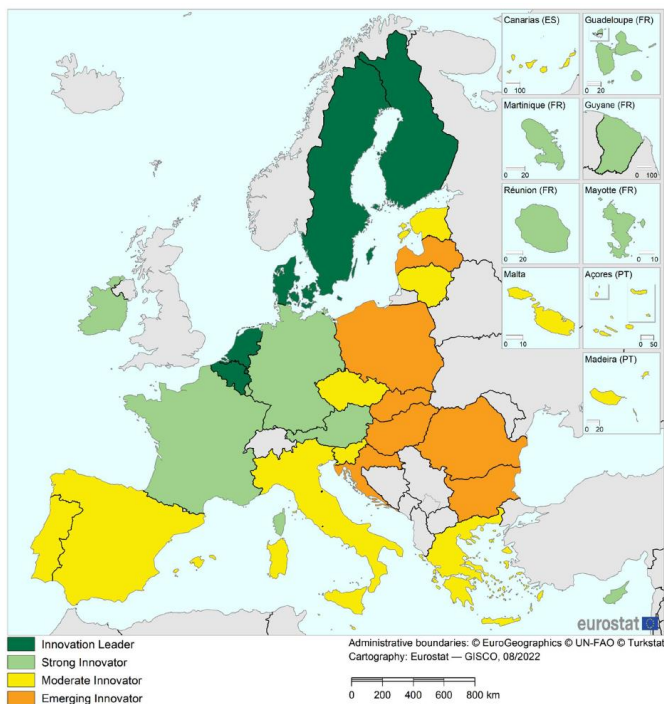 Canarias (ES)
0 100
Guadeloupe (FR)
0 20
Martinique (FR)
0 20
Guyane (FR)
0 100
Réunion (FR)
0 20
Mayotte (FR)
0 10
Malta
0 10
Açores (PT)
0 50
Madeira (PT)
0 20
eurostat
Innovation Leader
Strong Innovator
Moderate Innovator
Emerging Innovator
Administrative boundaries: © EuroGeographics © UN-FAO © Turkstat
Cartography: Eurostat — GISCO, 08/2022
0 200 400 600 800 km